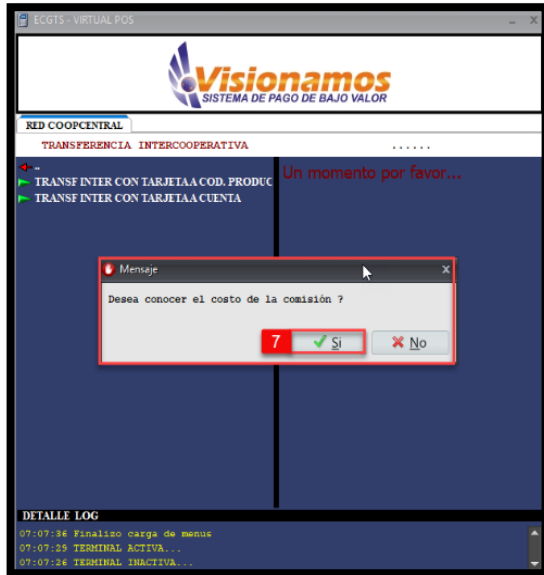 ECGTS - VIRTUAL POS
Visionamos
SISTEMA DE PAGO DE BAJO VALOR
RED COOPCENTRAL
TRANSFERENCIA INTERCOOPERATIVA ......
..
TRANSF INTER CON TARJETA A COD. PRODUC
TRANSF INTER CON TARJETA A CUENTA
Un momento por favor...
Mensaje
Desea conocer el costo de la comisión ?
7 Si No
DETALLE LOG
07:07:36 Finalizo carga de menus
07:07:29 TERMINAL ACTIVA...
07:07:26 TERMINAL INACTIVA...